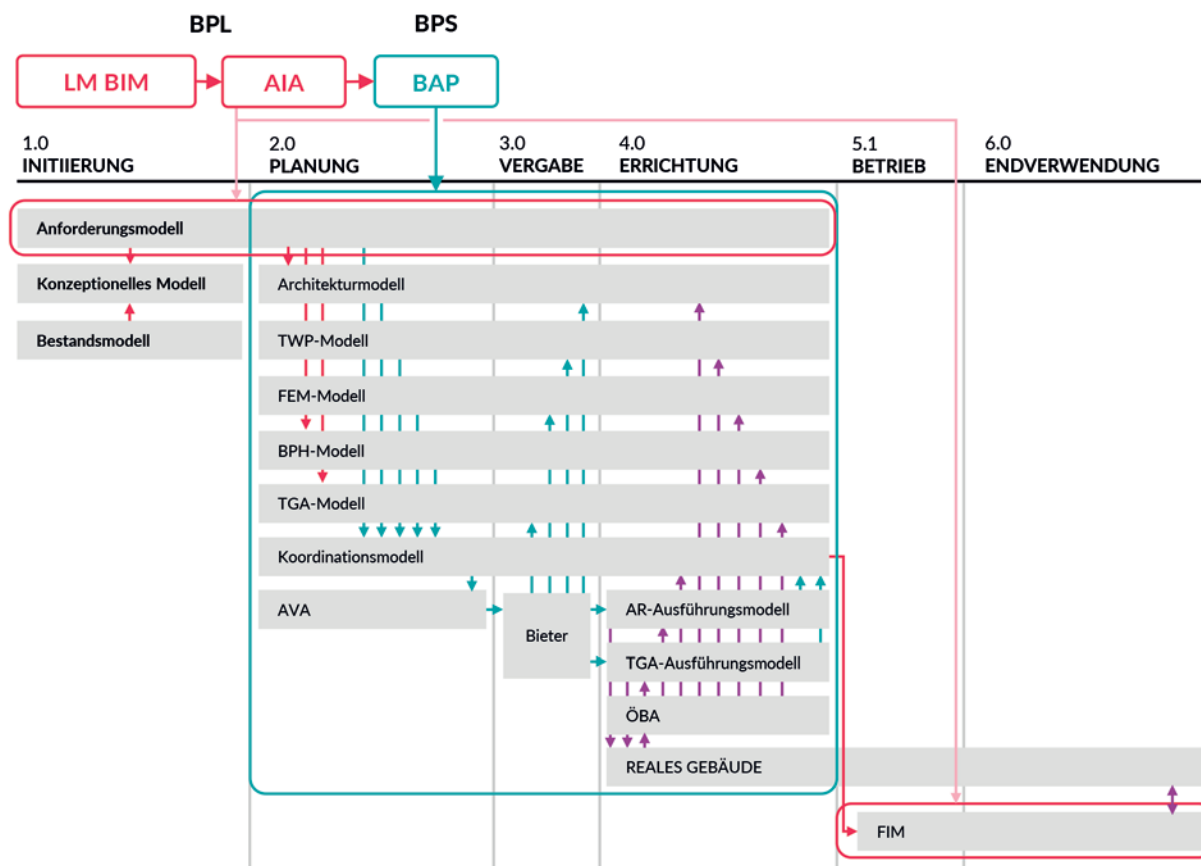 BPL
BPS
LM BIM
AIA
BAP
1.0
INITIIERUNG
2.0
PLANUNG
3.0
VERGABE
4.0
ERRICHTUNG
5.1
BETRIEB
6.0
ENDVERWENDUNG
Anforderungsmodell
Konzeptionelles Modell
Architekturmodell
Bestandsmodell
TWP-Modell
FEM-Modell
BPH-Modell
TGA-Modell
Koordinationsmodell
AVA
Bieter
AR-Ausführungsmodell
TGA-Ausführungsmodell
ÖBA
REALES GEBÄUDE
FIM